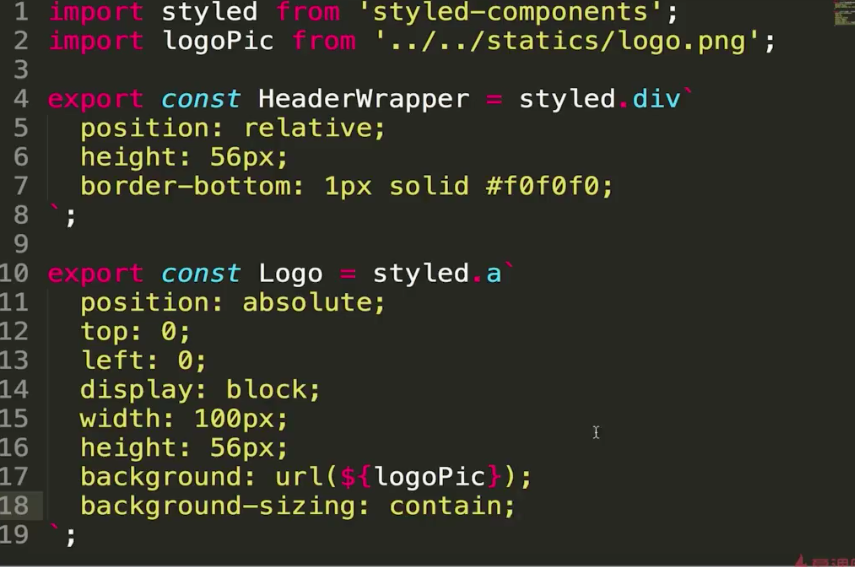 1 import styled from 'styled-components';
2 import logoPic from '../../statics/logo.png';
3
4 export const HeaderWrapper = styled.div`
5   position: relative;
6   height: 56px;
7   border-bottom: 1px solid #f0f0f0;
8 `;
9
10 export const Logo = styled.a`
11   position: absolute;
12   top: 0;
13   left: 0;
14   display: block;
15   width: 100px;
16   height: 56px;
17   background: url(${logoPic});
18   background-sizing: contain;
19 `;